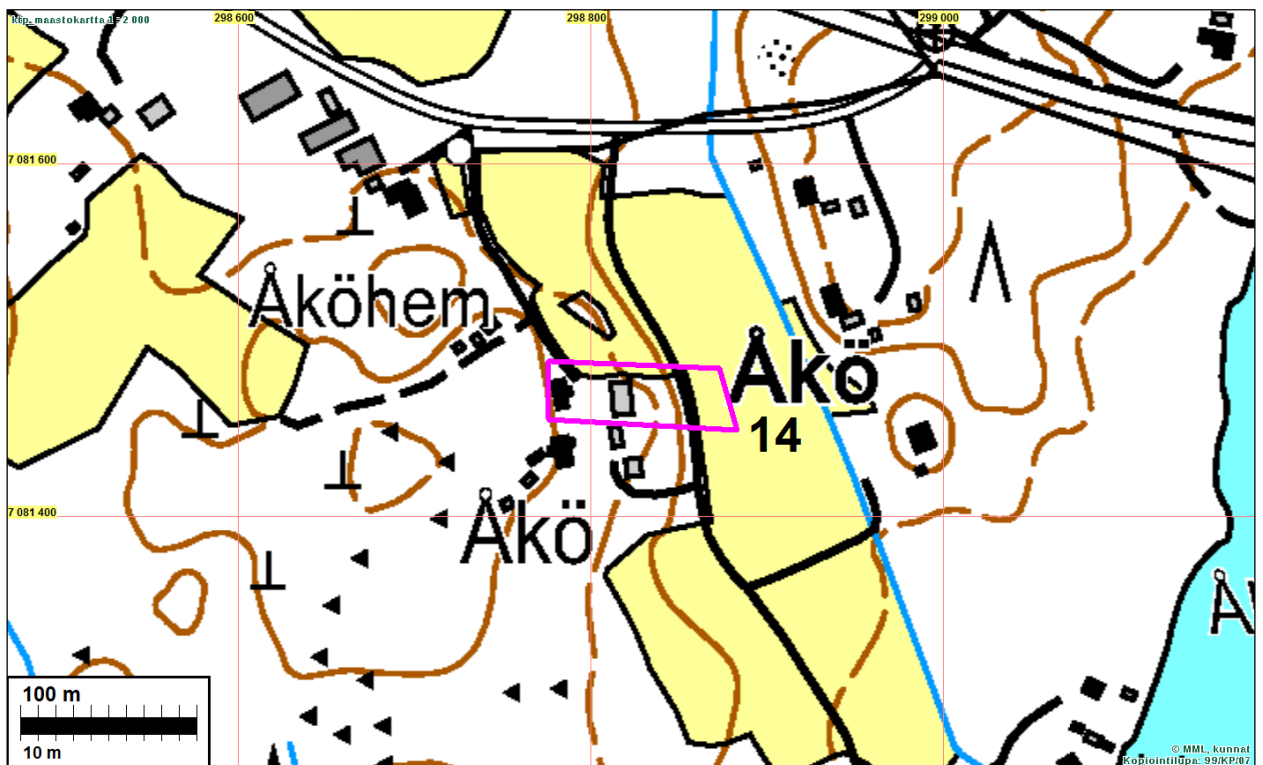 ktp_maastokartta 1 = 2 000
298 600
298 800
299 000
7 081 600
Åköhem
Åkö
14
7 081 400
Åkö
100 m
10 m
© MML, kunnat
Kopiointilupa: 99/KP/07